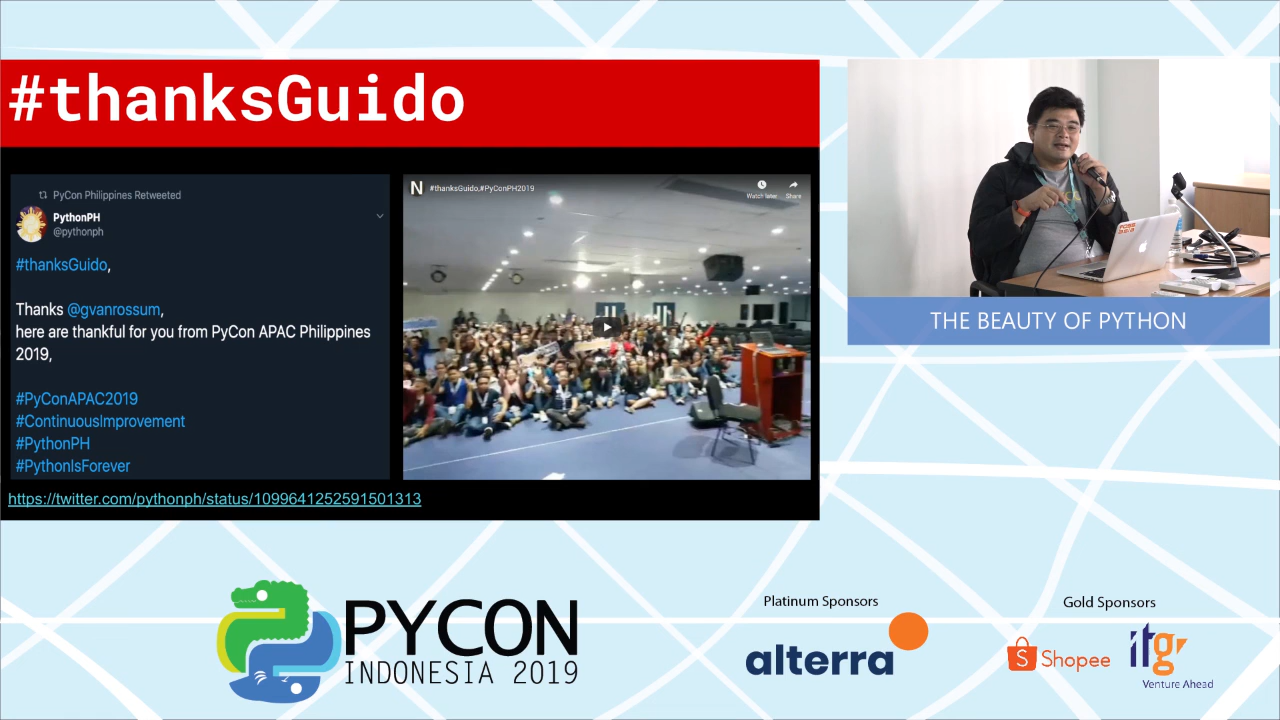 #thanksGuido
PyCon Philippines Retweeted
PythonPH
@pythonph
#thanksGuido,
Thanks @gvanrossum,
here are thankful for you from PyCon APAC Philippines
2019,
#PyConAPAC2019
#ContinuousImprovement
#PythonPH
#PythonIsForever
N #thanksGuido,#PyConPH2019
Watch later Share
https://twitter.com/pythonph/status/1099641252591501313
THE BEAUTY OF PYTHON
PYCON
INDONESIA 2019
Platinum Sponsors
alterra
Gold Sponsors
Shopee
itg
Venture Ahead